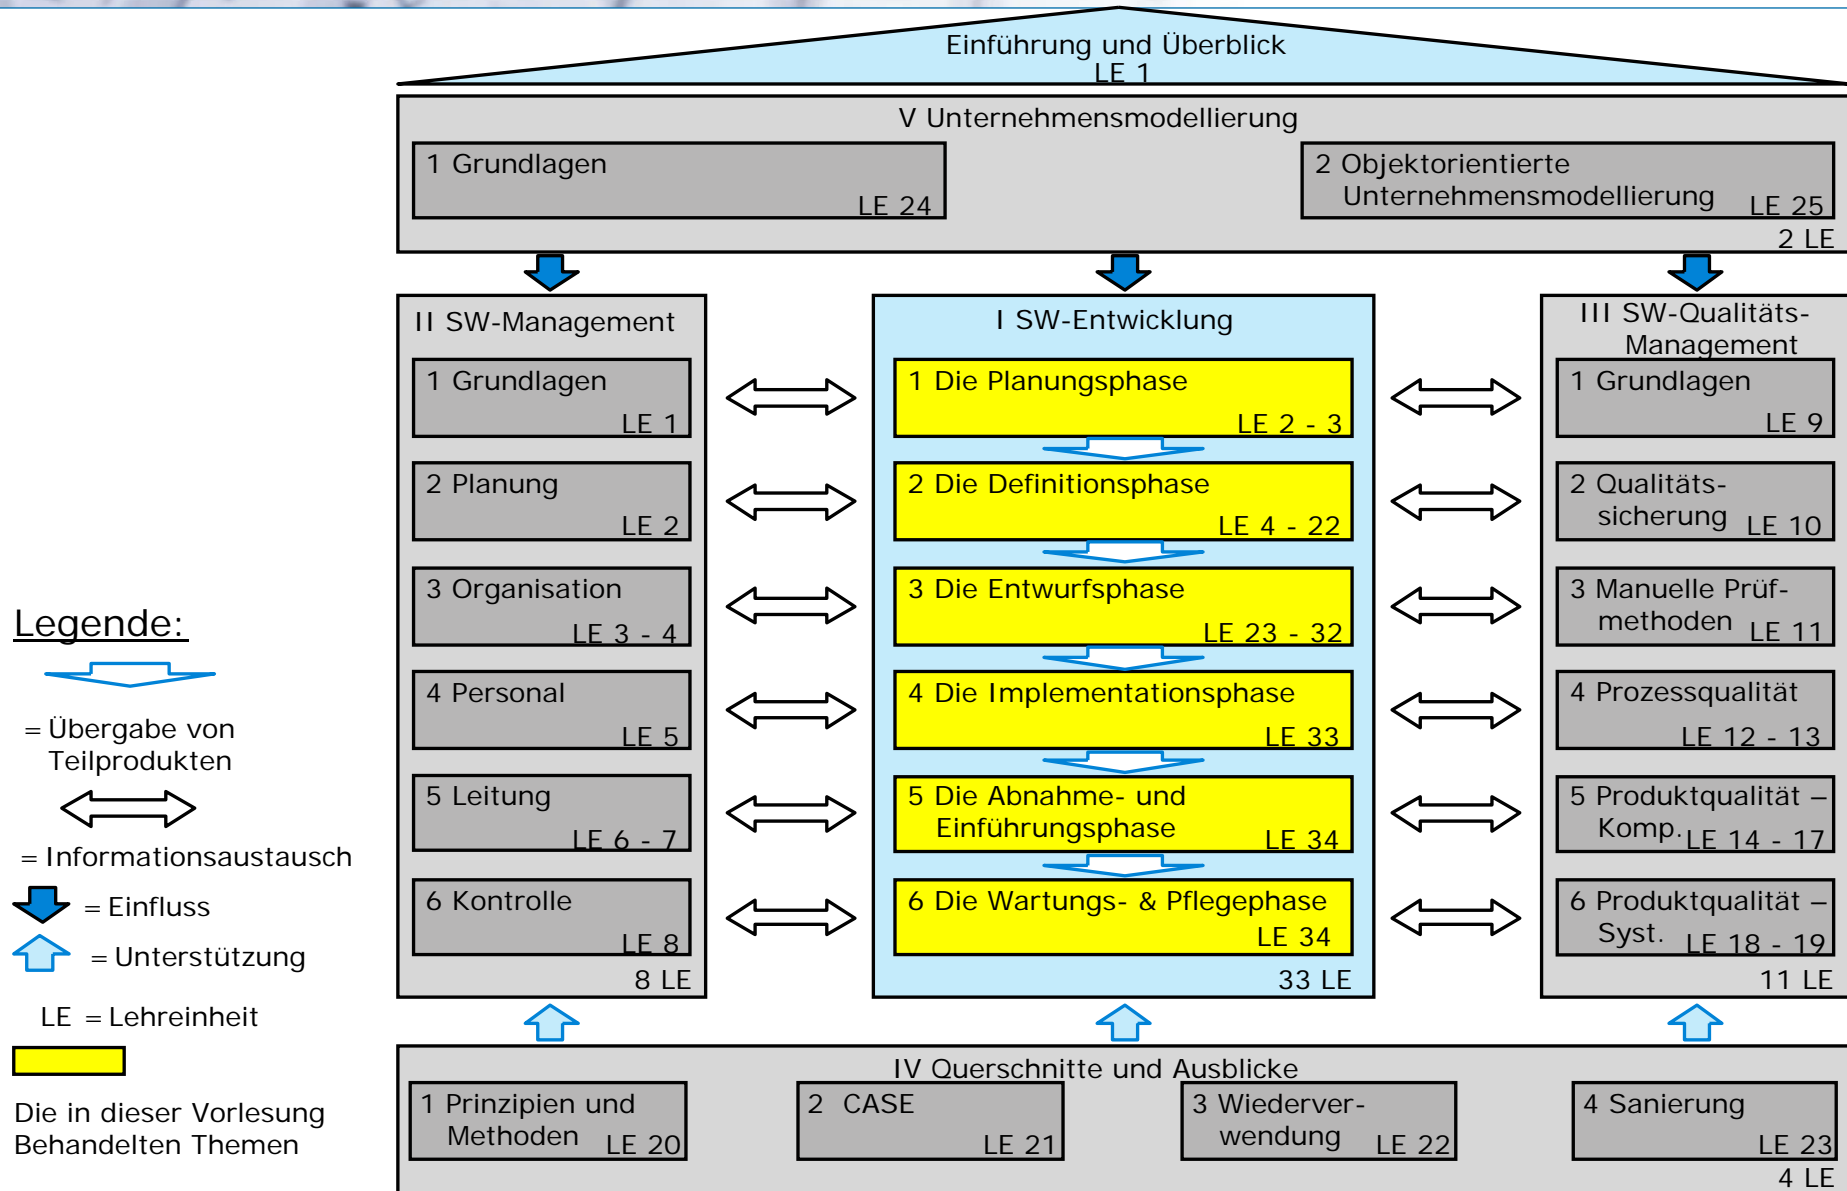 Einführung und Überblick
LE 1
V Unternehmensmodellierung
1 Grundlagen
LE 24
2 Objektorientierte
Unternehmensmodellierung
LE 25
2 LE
II SW-Management
1 Grundlagen
LE 1
2 Planung
LE 2
3 Organisation
LE 3 - 4
4 Personal
LE 5
5 Leitung
LE 6 - 7
6 Kontrolle
LE 8
8 LE
I SW-Entwicklung
1 Die Planungsphase
LE 2 - 3
2 Die Definitionsphase
LE 4 - 22
3 Die Entwurfsphase
LE 23 - 32
4 Die Implementationsphase
LE 33
5 Die Abnahme- und
Einführungsphase
LE 34
6 Die Wartungs- & Pflegephase
LE 34
33 LE
III SW-Qualitäts-
Management
1 Grundlagen
LE 9
2 Qualitäts-
sicherung
LE 10
3 Manuelle Prüf-
methoden
LE 11
4 Prozessqualität
LE 12 - 13
5 Produktqualität –
Komp.
LE 14 - 17
6 Produktqualität –
Syst.
LE 18 - 19
11 LE
IV Querschnitte und Ausblicke
1 Prinzipien und
Methoden
LE 20
2 CASE
LE 21
3 Wiederver-
wendung
LE 22
4 Sanierung
LE 23
4 LE
Legende:
= Übergabe von
Teilprodukten
= Informationsaustausch
= Einfluss
= Unterstützung
LE = Lehreinheit
Die in dieser Vorlesung
Behandelten Themen